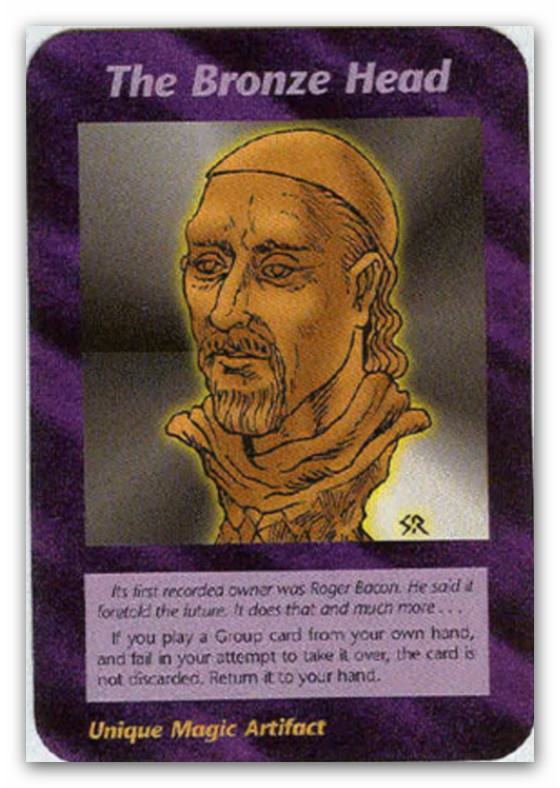 The Bronze Head
SR
Its first recorded owner was Roger Bacon. He said it
foretold the future. It does that and much more . . .
If you play a Group card from your own hand,
and fail in your attempt to take it over, the card is
not discarded. Return it to your hand.
Unique Magic Artifact